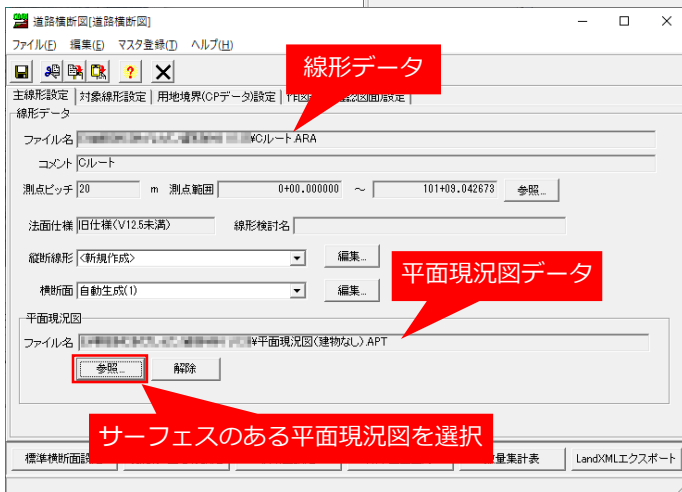 道路横断図[道路横断図]
ファイル(F) 編集(E) マスタ登録(T) ヘルプ(H)
線形データ
主線形設定 対象線形設定 用地境界(CPデータ)設定
線形データ
ファイル名 ¥Cルート.ARA
コメント Cルート
測点ピッチ 20 m 測点範囲 0+00.000000 ～ 101+09.042673 参照...
法面仕様 旧仕様(V12.5未満) 線形検討名
縦断線形 <新規作成> 編集...
平面現況図データ
横断面 自動生成(1) 編集...
平面現況図
ファイル名 ¥平面現況図(建物なし).APT
参照... 解除
サーフェスのある平面現況図を選択
標準横断面 量集計表 LandXMLエクスポート